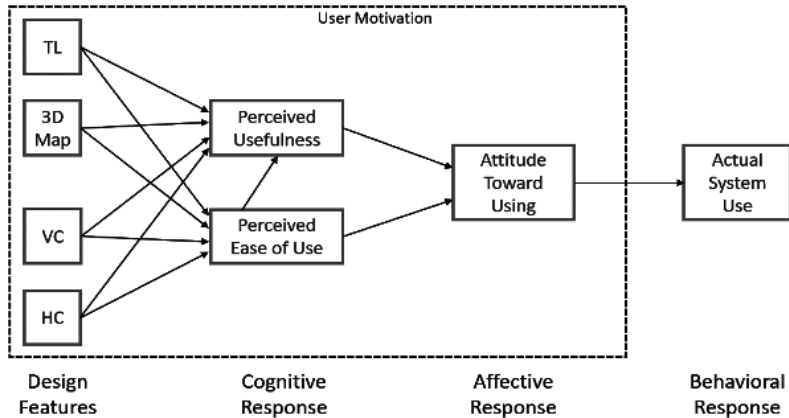 User Motivation
TL
3D
Map
VC
HC
Perceived
Usefulness
Perceived
Ease of Use
Attitude
Toward
Using
Actual
System
Use
Design
Features
Cognitive
Response
Affective
Response
Behavioral
Response